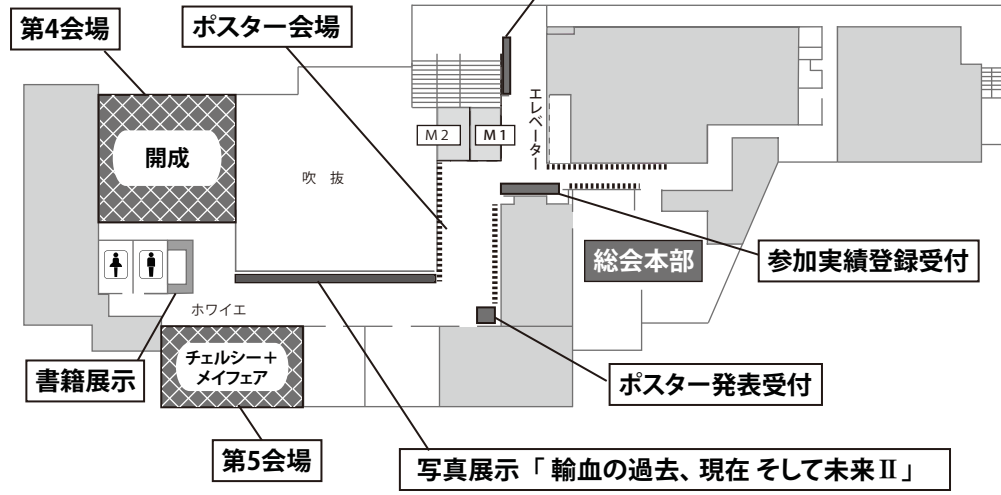 第4会場
ポスター会場
エレベーター
M2
M1
開成
吹 抜
総会本部
参加実績登録受付
ホワイエ
書籍展示
チェルシー＋
メイフェア
ポスター発表受付
第5会場
写真展示「 輸血の過去、現在 そして未来Ⅱ」